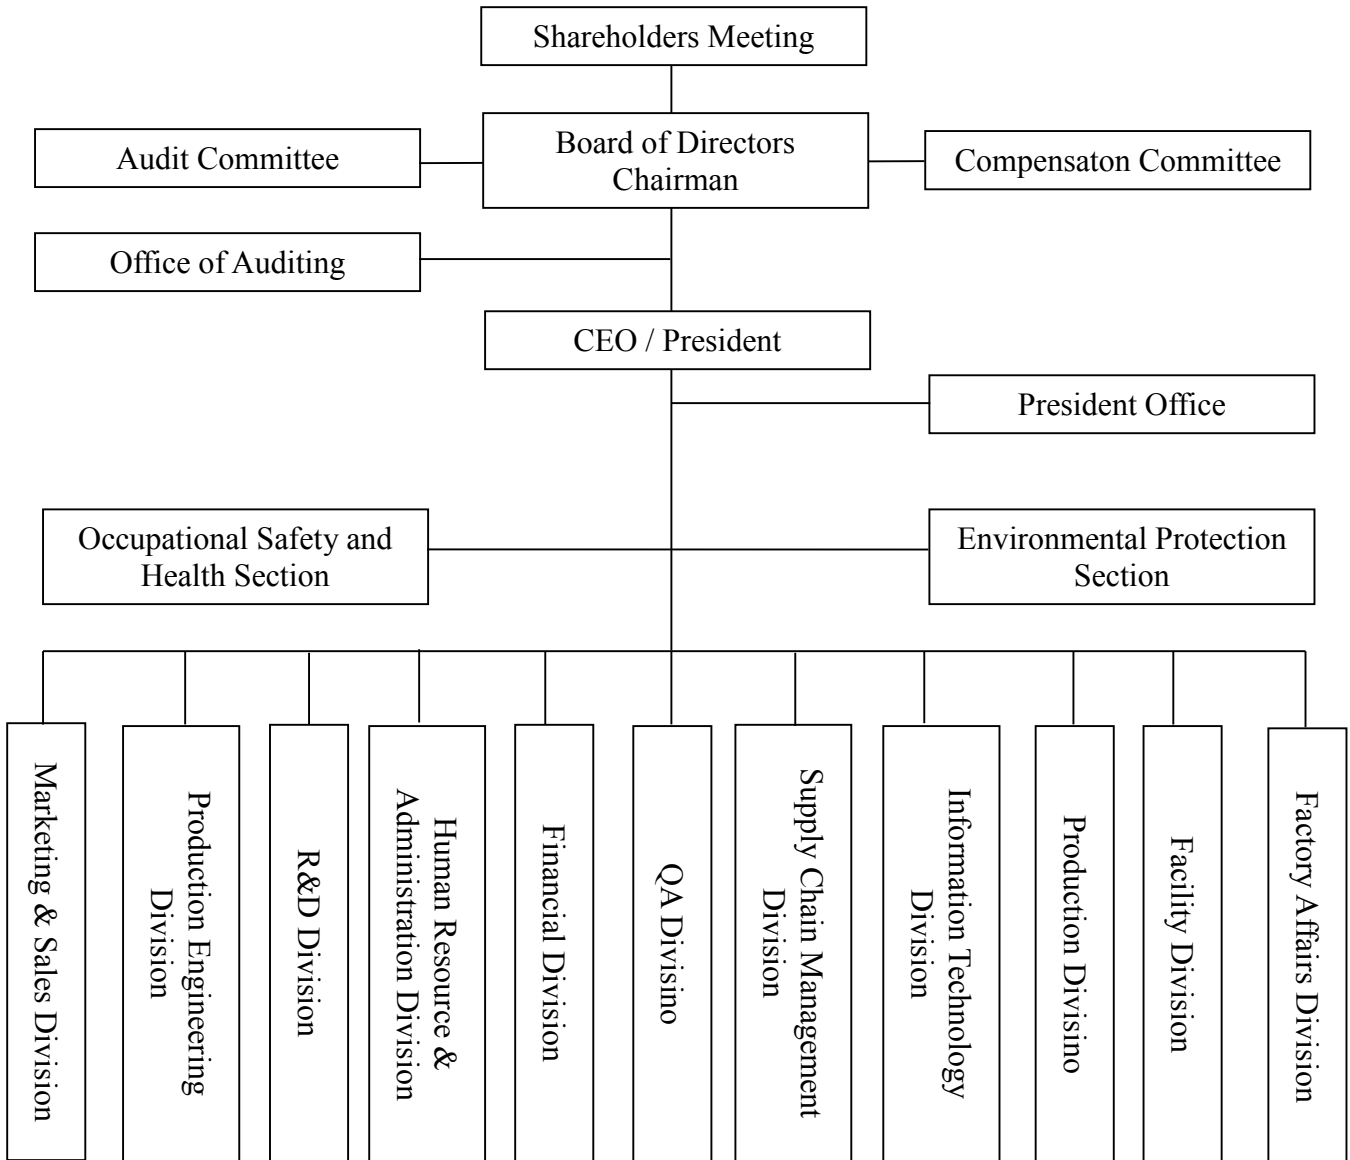 Shareholders Meeting
Board of Directors
Chairman
Audit Committee
Compensaton Committee
Office of Auditing
CEO / President
President Office
Occupational Safety and
Health Section
Environmental Protection
Section
Marketing & Sales Division
Production Engineering
Division
R&D Division
Human Resource &
Administration Division
Financial Division
QA Divisino
Supply Chain Management
Division
Information Technology
Division
Production Divisino
Facility Division
Factory Affairs Division